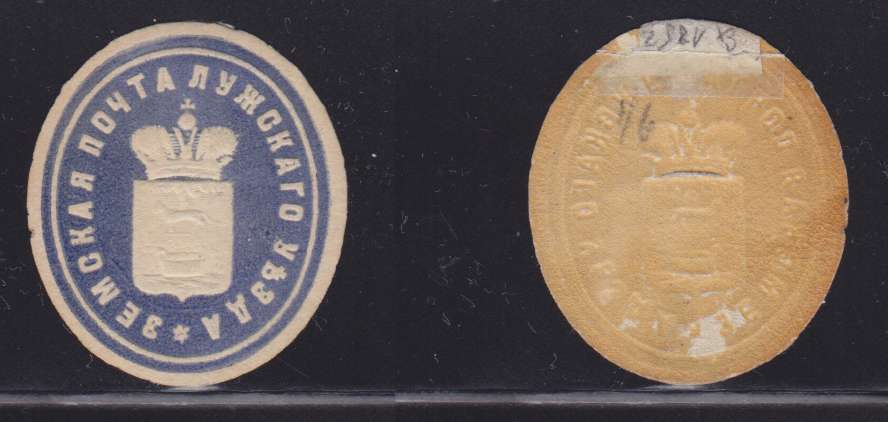 ЗЕМСКАЯ ПОЧТА ЛУЖСКАГО УѢЗДА *